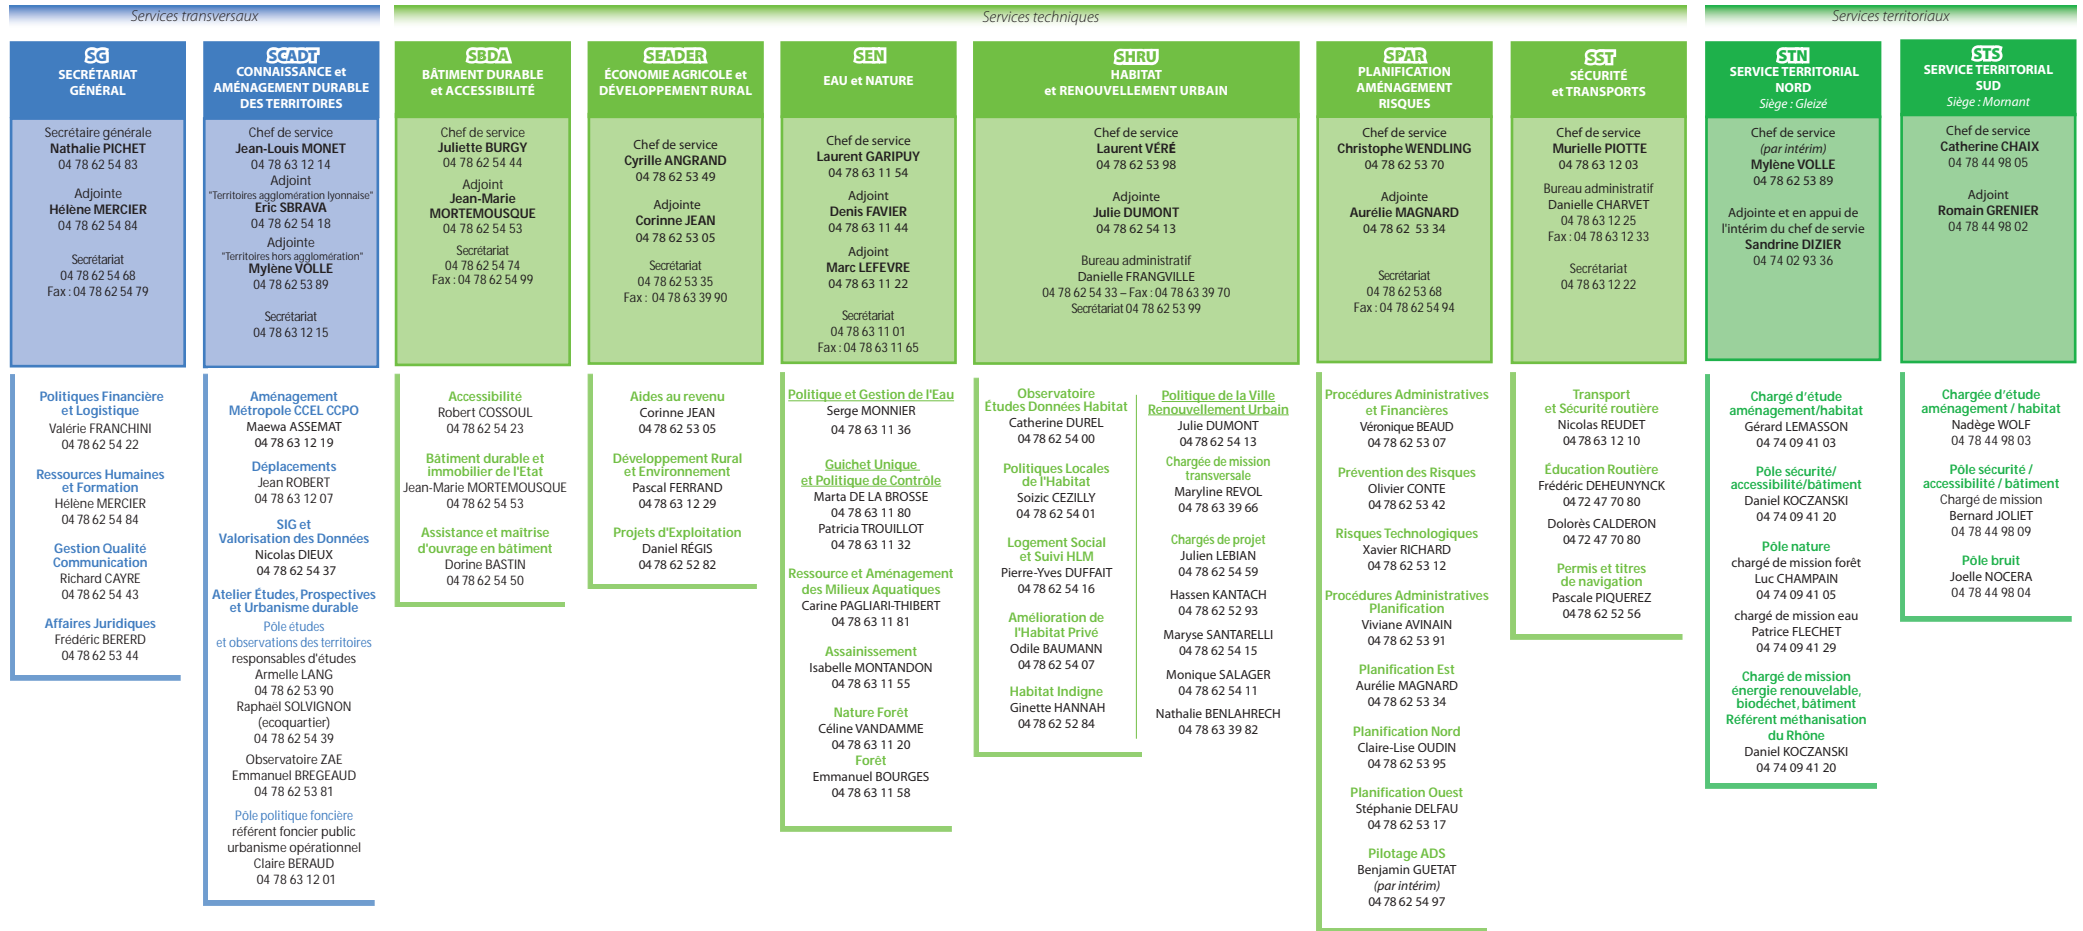 Services transversaux
Services techniques
Services territoriaux
SG
SECRÉTARIAT
GÉNÉRAL
Secrétaire générale
Nathalie PICHET
04 78 62 54 83
Adjointe
Hélène MERCIER
04 78 62 54 84
Secrétariat
04 78 62 54 68
Fax : 04 78 62 54 79
Politiques Financière
et Logistique
Valérie FRANCHINI
04 78 62 54 22
Ressources Humaines
et Formation
Hélène MERCIER
04 78 62 54 84
Gestion Qualité
Communication
Richard CAYRE
04 78 62 54 43
Affaires Juridiques
Frédéric BERERD
04 78 62 53 44
SCADT
CONNAISSANCE et
AMÉNAGEMENT DURABLE
DES TERRITOIRES
Chef de service
Jean-Louis MONET
04 78 63 12 14
Adjoint
"Territoires agglomération lyonnaise"
Eric SBRAVA
04 78 62 54 18
Adjointe
"Territoires hors agglomération"
Mylène VOLLE
04 78 62 53 89
Secrétariat
04 78 63 12 15
Aménagement
Métropole CCEL CCPO
Maewa ASSEMAT
04 78 63 12 19
Déplacements
Jean ROBERT
04 78 63 12 07
SIG et
Valorisation des Données
Nicolas DIEUX
04 78 62 54 37
Atelier Études, Prospectives
et Urbanisme durable
Pôle études
et observations des territoires
responsables d'études
Armelle LANG
04 78 62 53 90
Raphaël SOLVIGNON
(ecoquartier)
04 78 62 54 39
Observatoire ZAE
Emmanuel BREGEAUD
04 78 62 53 81
Pôle politique foncière
référent foncier public
urbanisme opérationnel
Claire BERAUD
04 78 63 12 01
SBDA
BÂTIMENT DURABLE
et ACCESSIBILITÉ
Chef de service
Juliette BURGY
04 78 62 54 44
Adjoint
Jean-Marie
MORTEMOUSQUE
04 78 62 54 53
Secrétariat
04 78 62 54 74
Fax : 04 78 62 54 99
Accessibilité
Robert COSSOUL
04 78 62 54 23
Bâtiment durable et
immobilier de l'Etat
Jean-Marie MORTEMOUSQUE
04 78 62 54 53
Assistance et maîtrise
d'ouvrage en bâtiment
Dorine BASTIN
04 78 62 54 50
SEADER
ÉCONOMIE AGRICOLE et
DÉVELOPPEMENT RURAL
Chef de service
Cyrille ANGRAND
04 78 62 53 49
Adjointe
Corinne JEAN
04 78 62 53 05
Secrétariat
04 78 62 53 35
Fax : 04 78 63 39 90
Aides au revenu
Corinne JEAN
04 78 62 53 05
Développement Rural
et Environnement
Pascal FERRAND
04 78 63 12 29
Projets d'Exploitation
Daniel RÉGIS
04 78 62 52 82
SEN
EAU et NATURE
Chef de service
Laurent GARIPUY
04 78 63 11 54
Adjoint
Denis FAVIER
04 78 63 11 44
Adjoint
Marc LEFEVRE
04 78 63 11 22
Secrétariat
04 78 63 11 01
Fax : 04 78 63 11 65
Politique et Gestion de l'Eau
Serge MONNIER
04 78 63 11 36
Guichet Unique
et Politique de Contrôle
Marta DE LA BROSSE
04 78 63 11 80
Patricia TROUILLOT
04 78 63 11 32
Ressource et Aménagement
des Milieux Aquatiques
Carine PAGLIARI-THIBERT
04 78 63 11 81
Assainissement
Isabelle MONTANDON
04 78 63 11 55
Nature Forêt
Céline VANDAMME
04 78 63 11 20
Forêt
Emmanuel BOURGES
04 78 63 11 58
SHRU
HABITAT
et RENOUVELLEMENT URBAIN
Chef de service
Laurent VÉRÉ
04 78 62 53 98
Adjointe
Julie DUMONT
04 78 62 54 13
Bureau administratif
Danielle FRANGVILLE
04 78 62 54 33 – Fax : 04 78 63 39 70
Secrétariat 04 78 62 53 99
Observatoire
Études Données Habitat
Catherine DUREL
04 78 62 54 00
Politiques Locales
de l'Habitat
Soizic CEZILLY
04 78 62 54 01
Logement Social
et Suivi HLM
Pierre-Yves DUFFAIT
04 78 62 54 16
Amélioration de
l'Habitat Privé
Odile BAUMANN
04 78 62 54 07
Habitat Indigne
Ginette HANNAH
04 78 62 52 84
Politique de la Ville
Renouvellement Urbain
Julie DUMONT
04 78 62 54 13
Chargée de mission
transversale
Maryline REVOL
04 78 63 39 66
Chargés de projet
Julien LEBIAN
04 78 62 54 59
Hassen KANTACH
04 78 62 52 93
Maryse SANTARELLI
04 78 62 54 15
Monique SALAGER
04 78 62 54 11
Nathalie BENLAHRECH
04 78 63 39 82
SPAR
PLANIFICATION
AMÉNAGEMENT
RISQUES
Chef de service
Christophe WENDLING
04 78 62 53 70
Adjointe
Aurélie MAGNARD
04 78 62 53 34
Secrétariat
04 78 62 53 68
Fax : 04 78 62 54 94
Procédures Administratives
et Financières
Véronique BEAUD
04 78 62 53 07
Prévention des Risques
Olivier CONTE
04 78 62 53 42
Risques Technologiques
Xavier RICHARD
04 78 62 53 12
Procédures Administratives
Planification
Viviane AVINAIN
04 78 62 53 91
Planification Est
Aurélie MAGNARD
04 78 62 53 34
Planification Nord
Claire-Lise OUDIN
04 78 62 53 95
Planification Ouest
Stéphanie DELFAU
04 78 62 53 17
Pilotage ADS
Benjamin GUETAT
(par intérim)
04 78 62 54 97
SST
SÉCURITÉ
et TRANSPORTS
Chef de service
Murielle PIOTTE
04 78 63 12 03
Bureau administratif
Danielle CHARVET
04 78 63 12 25
Fax : 04 78 63 12 33
Secrétariat
04 78 63 12 22
Transport
et Sécurité routière
Nicolas REUDET
04 78 63 12 10
Éducation Routière
Frédéric DEHEUNYNCK
04 72 47 70 80
Dolorès CALDERON
04 72 47 70 80
Permis et titres
de navigation
Pascale PIQUEREZ
04 78 62 52 56
STN
SERVICE TERRITORIAL
NORD
Siège : Gleizé
Chef de service
(par intérim)
Mylène VOLLE
04 78 62 53 89
Adjointe et en appui de
l'intérim du chef de servie
Sandrine DIZIER
04 74 02 93 36
Chargé d'étude
aménagement/habitat
Gérard LEMASSON
04 74 09 41 03
Pôle sécurité/
accessibilité/bâtiment
Daniel KOCZANSKI
04 74 09 41 20
Pôle nature
chargé de mission forêt
Luc CHAMPAIN
04 74 09 41 05
chargé de mission eau
Patrice FLECHET
04 74 09 41 29
Chargé de mission
énergie renouvelable,
biodéchet, bâtiment
Référent méthanisation
du Rhône
Daniel KOCZANSKI
04 74 09 41 20
STS
SERVICE TERRITORIAL
SUD
Siège : Mornant
Chef de service
Catherine CHAIX
04 78 44 98 05
Adjoint
Romain GRENIER
04 78 44 98 02
Chargée d'étude
aménagement / habitat
Nadège WOLF
04 78 44 98 03
Pôle sécurité /
accessibilité / bâtiment
Chargé de mission
Bernard JOLIET
04 78 44 98 09
Pôle bruit
Joelle NOCERA
04 78 44 98 04